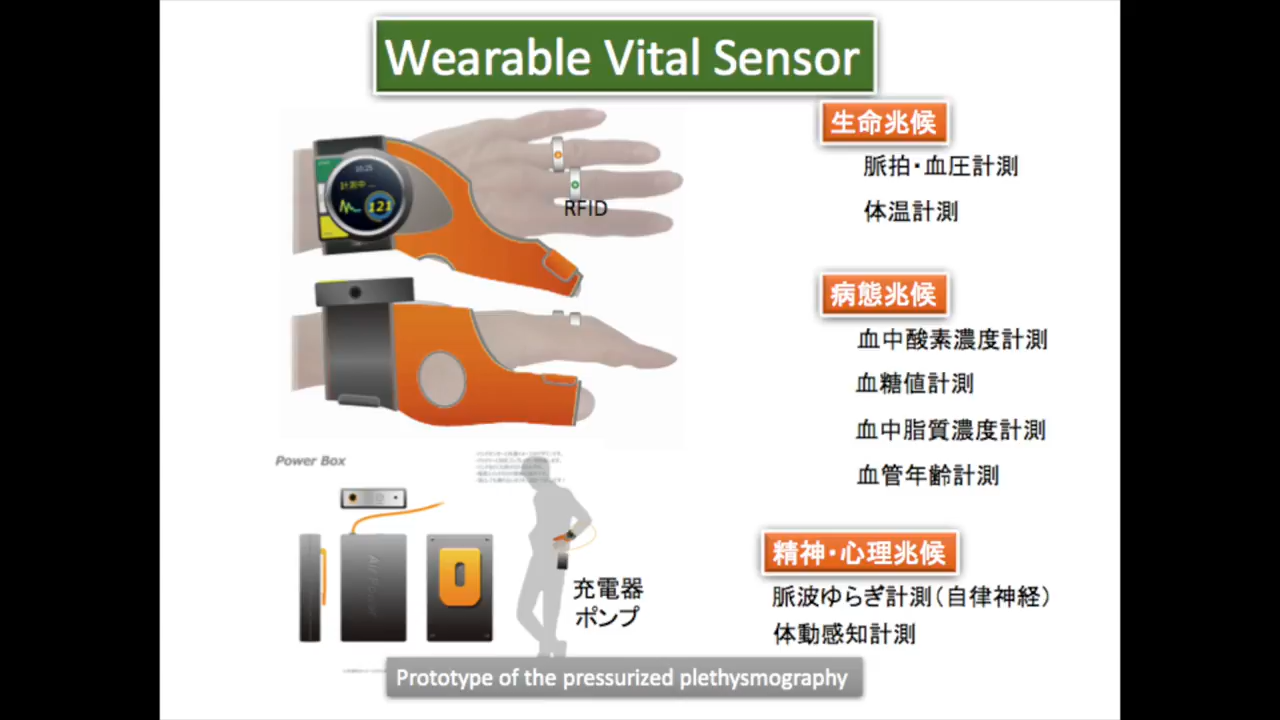 Wearable Vital Sensor
生命兆候
脈拍・血圧計測
体温計測
10:25
計測中...
121
RFID
病態兆候
血中酸素濃度計測
血糖値計測
血中脂質濃度計測
血管年齢計測
Power Box
Air Power
充電器
ポンプ
精神・心理兆候
脈波ゆらぎ計測（自律神経）
体動感知計測
Prototype of the pressurized plethysmography